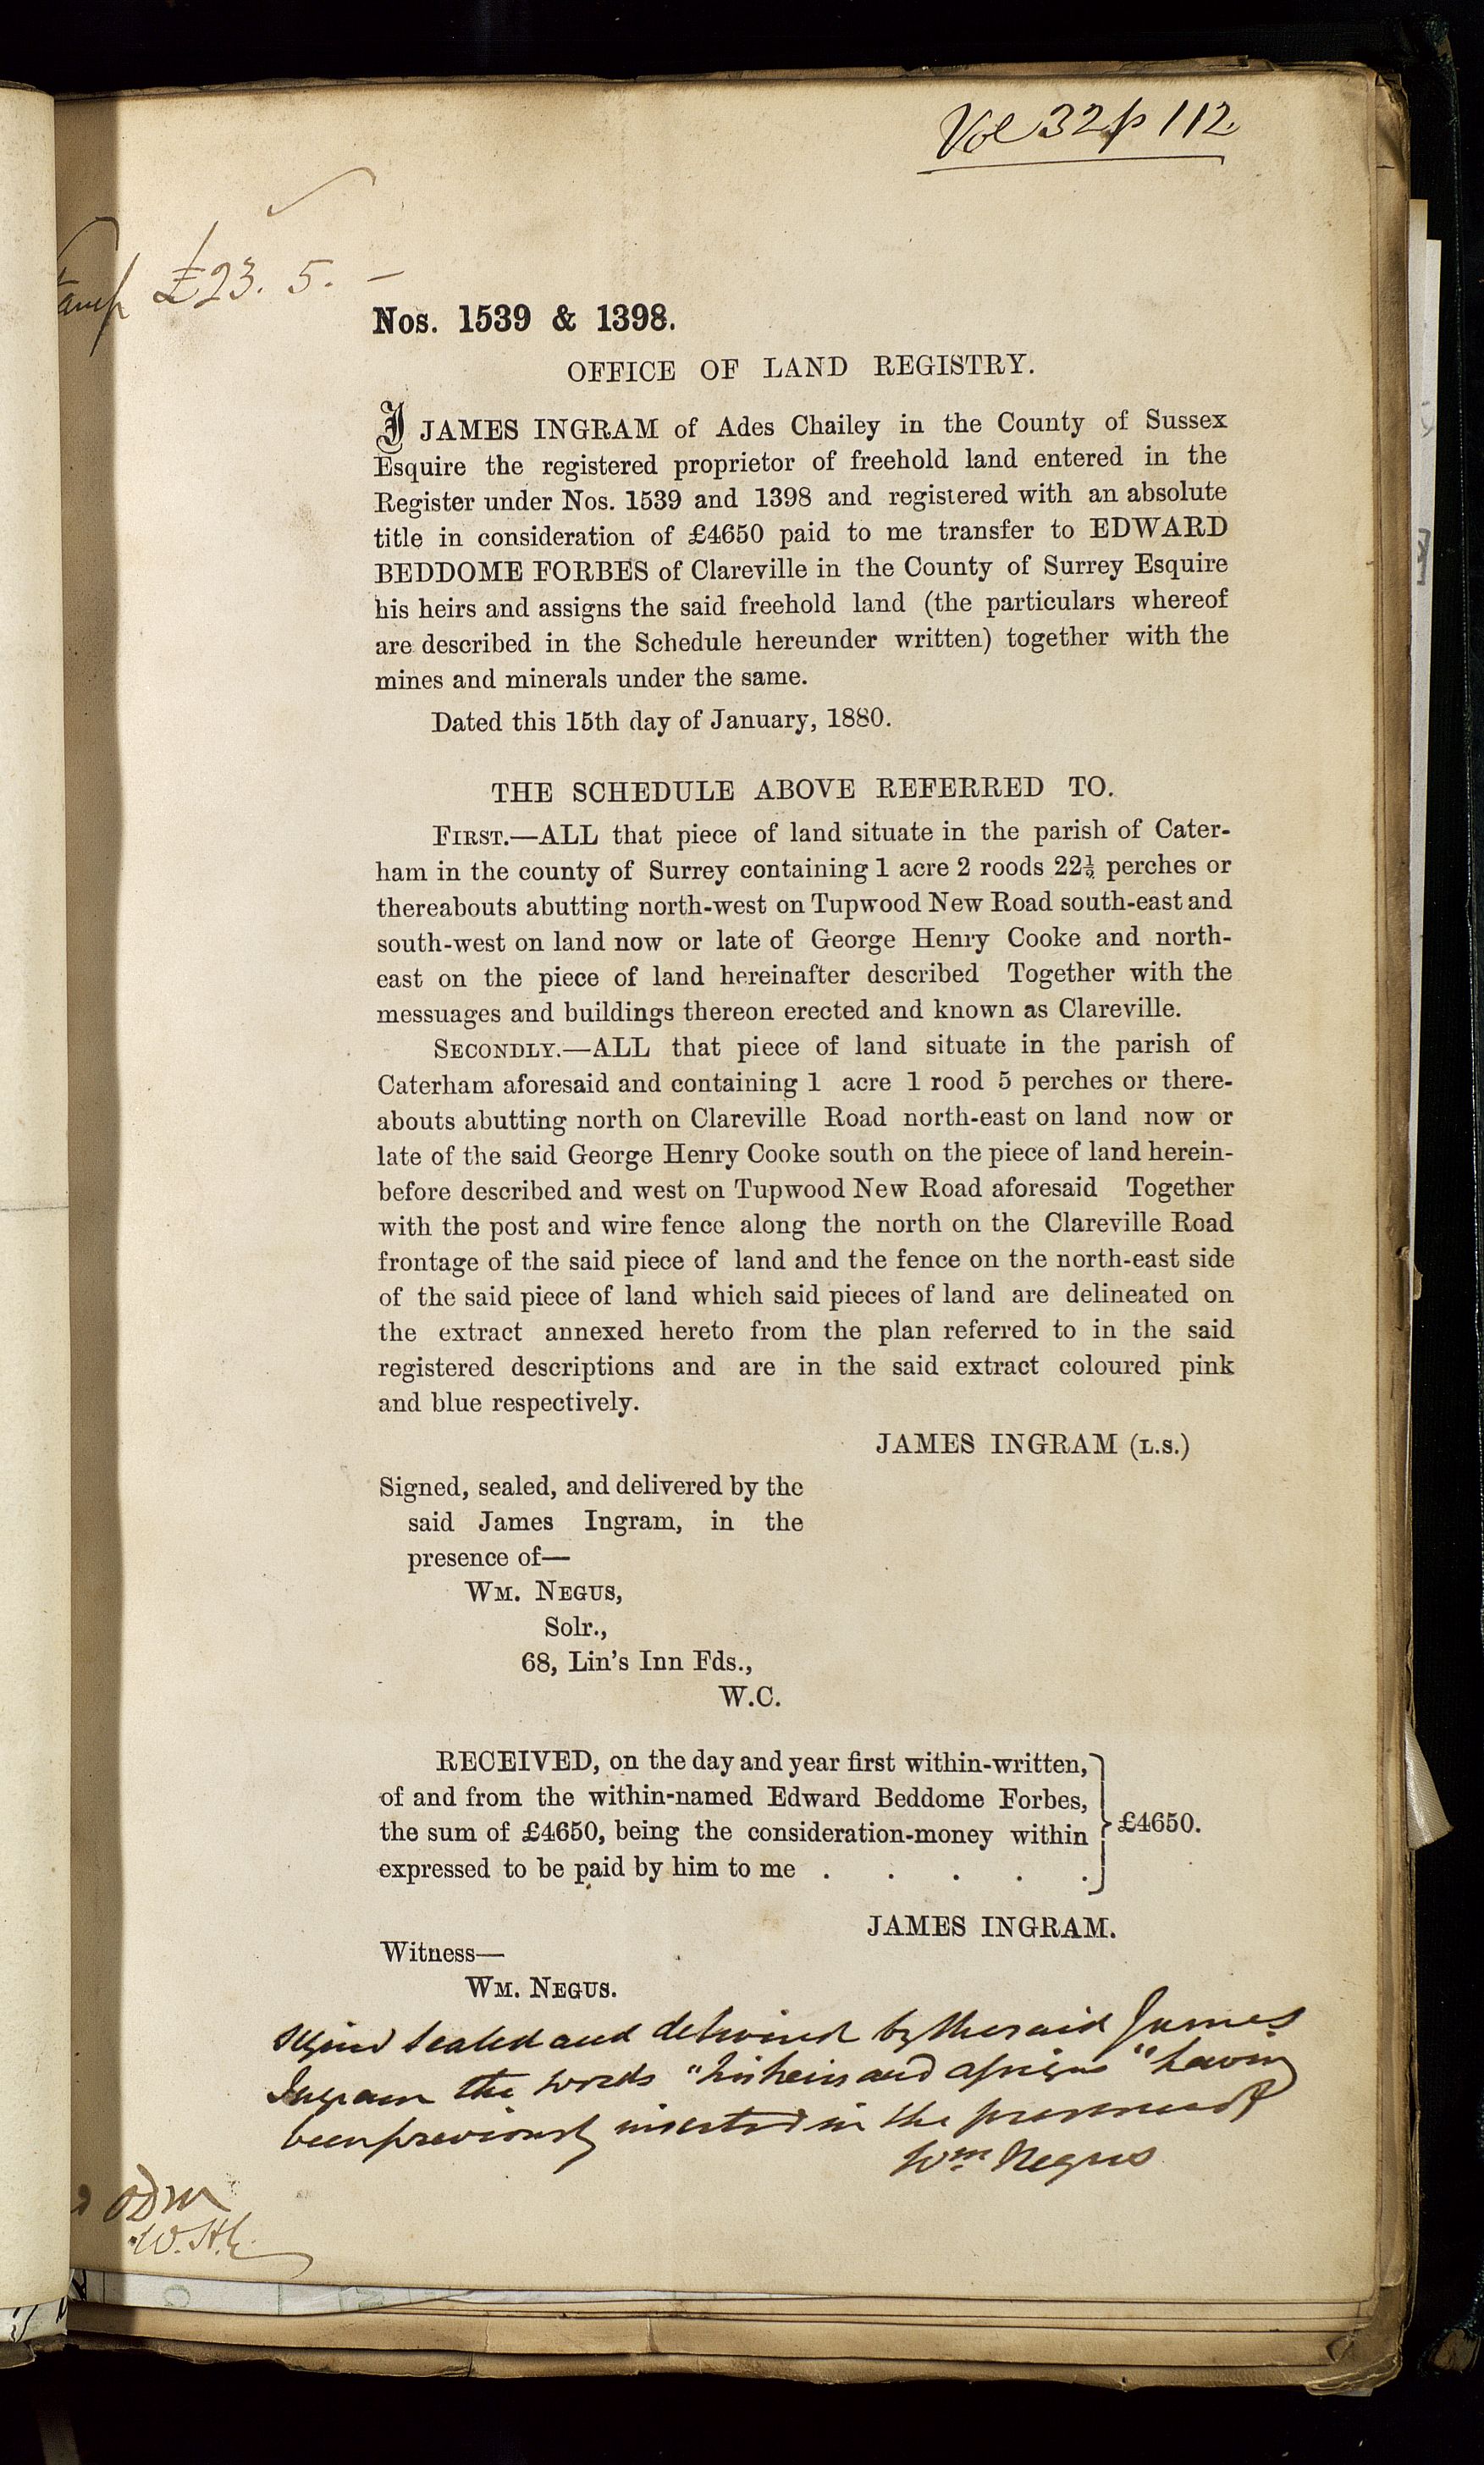 Vol 32 p 112.
Stamp £23. 5. —
Nos. 1539 & 1398.
OFFICE OF LAND REGISTRY.
I JAMES INGRAM of Ades Chailey in the County of Sussex
Esquire the registered proprietor of freehold land entered in the
Register under Nos. 1539 and 1398 and registered with an absolute
title in consideration of £4650 paid to me transfer to EDWARD
BEDDOME FORBES of Clareville in the County of Surrey Esquire
his heirs and assigns the said freehold land (the particulars whereof
are described in the Schedule hereunder written) together with the
mines and minerals under the same.
Dated this 15th day of January, 1880.
THE SCHEDULE ABOVE REFERRED TO.
FIRST.—ALL that piece of land situate in the parish of Cater-
ham in the county of Surrey containing 1 acre 2 roods 22½ perches or
thereabouts abutting north-west on Tupwood New Road south-east and
south-west on land now or late of George Henry Cooke and north-
east on the piece of land hereinafter described Together with the
messuages and buildings thereon erected and known as Clareville.
SECONDLY.—ALL that piece of land situate in the parish of
Caterham aforesaid and containing 1 acre 1 rood 5 perches or there-
abouts abutting north on Clareville Road north-east on land now or
late of the said George Henry Cooke south on the piece of land herein-
before described and west on Tupwood New Road aforesaid Together
with the post and wire fence along the north on the Clareville Road
frontage of the said piece of land and the fence on the north-east side
of the said piece of land which said pieces of land are delineated on
the extract annexed hereto from the plan referred to in the said
registered descriptions and are in the said extract coloured pink
and blue respectively.
JAMES INGRAM (L.S.)
Signed, sealed, and delivered by the
said James Ingram, in the
presence of—
WM. NEGUS,
Solr.,
68, Lin's Inn Fds.,
W.C.
RECEIVED, on the day and year first within-written,
of and from the within-named Edward Beddome Forbes,
the sum of £4650, being the consideration-money within
expressed to be paid by him to me . . . . .
£4650.
JAMES INGRAM.
Witness—
WM. NEGUS.
Signed sealed and delivered by the said James
Ingram the words "his heirs and assigns" having
been previously inserted in the presence of
Wm. Negus
W.H.